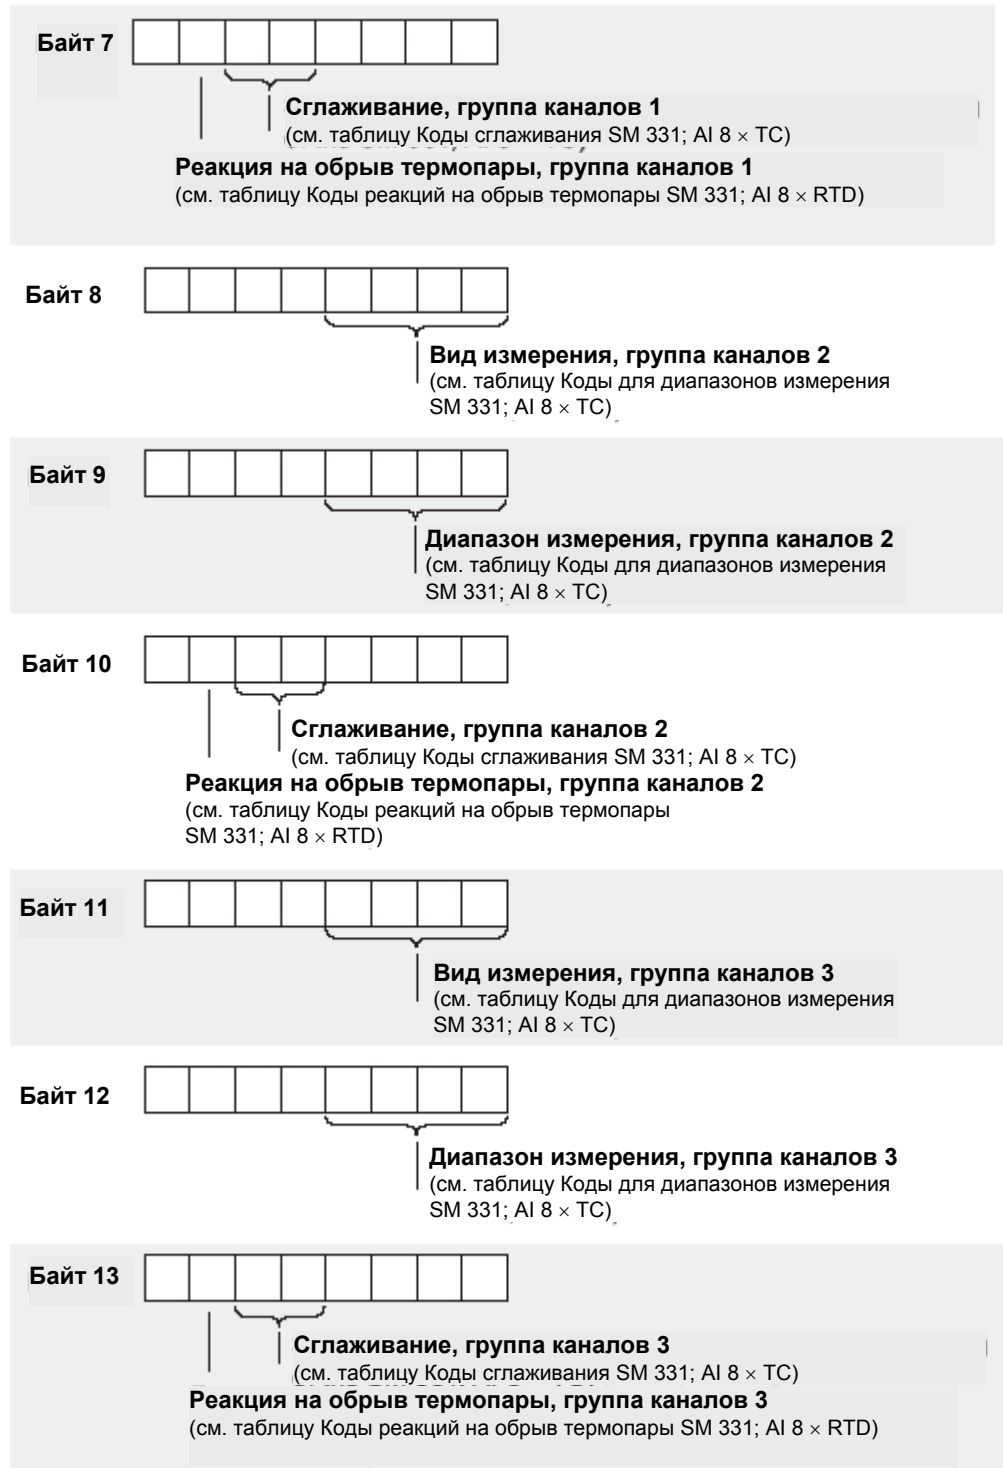 Байт 7
Сглаживание, группа каналов 1
(см. таблицу Коды сглаживания SM 331; AI 8 × TC)
Реакция на обрыв термопары, группа каналов 1
(см. таблицу Коды реакций на обрыв термопары SM 331; AI 8 × RTD)
Байт 8
Вид измерения, группа каналов 2
(см. таблицу Коды для диапазонов измерения
SM 331; AI 8 × TC)
Байт 9
Диапазон измерения, группа каналов 2
(см. таблицу Коды для диапазонов измерения
SM 331; AI 8 × TC)
Байт 10
Сглаживание, группа каналов 2
(см. таблицу Коды сглаживания SM 331; AI 8 × TC)
Реакция на обрыв термопары, группа каналов 2
(см. таблицу Коды реакций на обрыв термопары
SM 331; AI 8 × RTD)
Байт 11
Вид измерения, группа каналов 3
(см. таблицу Коды для диапазонов измерения
SM 331; AI 8 × TC)
Байт 12
Диапазон измерения, группа каналов 3
(см. таблицу Коды для диапазонов измерения
SM 331; AI 8 × TC)
Байт 13
Сглаживание, группа каналов 3
(см. таблицу Коды сглаживания SM 331; AI 8 × TC)
Реакция на обрыв термопары, группа каналов 3
(см. таблицу Коды реакций на обрыв термопары SM 331; AI 8 × RTD)